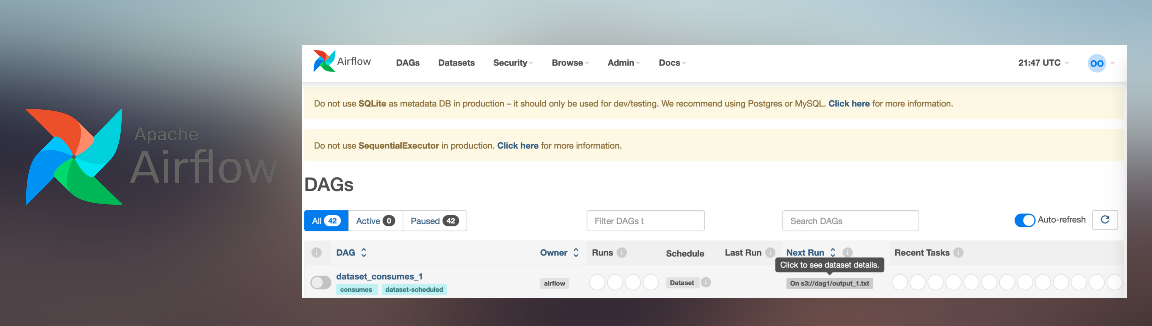 Apache
Airflow
Airflow DAGs Datasets Security Browse Admin Docs 21:47 UTC OO
Do not use SQLite as metadata DB in production – it should only be used for dev/testing. We recommend using Postgres or MySQL. Click here for more information.
Do not use SequentialExecutor in production. Click here for more information.
DAGs
All 42 Active 0 Paused 42 Filter DAGs Search DAGs Auto-refresh
DAG Owner Runs Schedule Last Run Next Run Recent Tasks
Click to see dataset details.
dataset_consumes_1
airflow Dataset On s3://dag1/output_1.txt
consumes dataset-scheduled